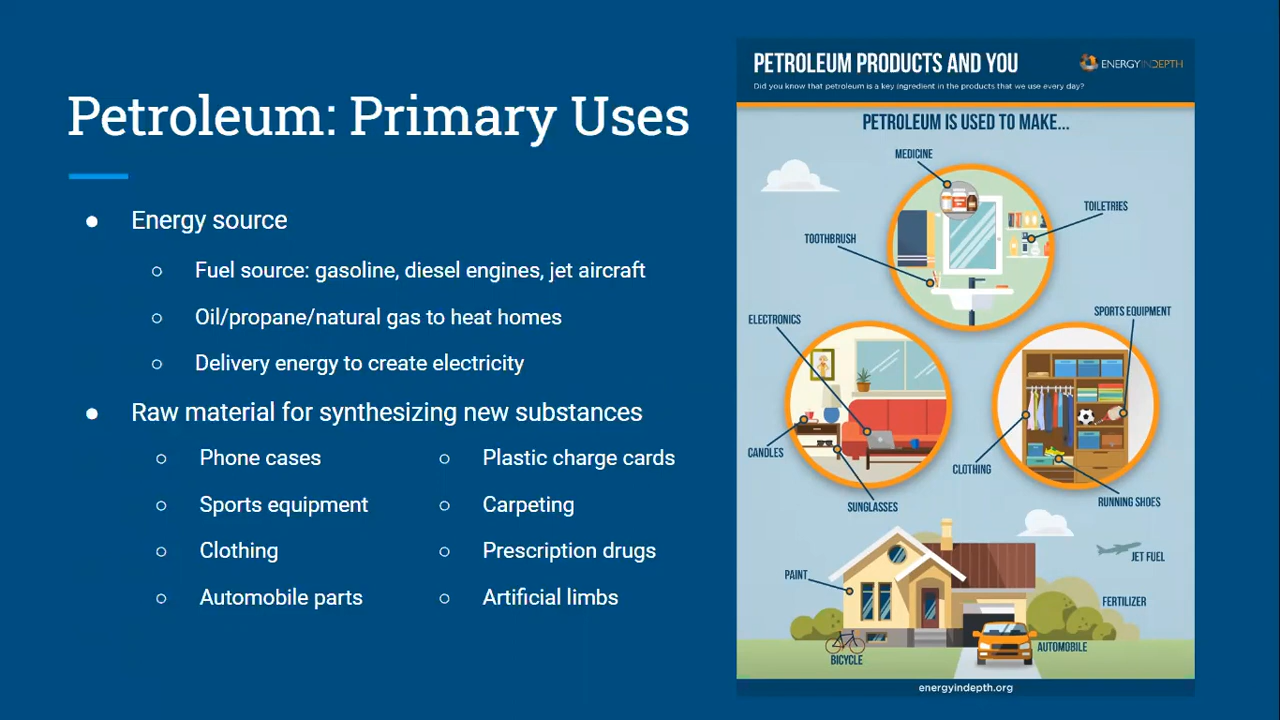 Petroleum: Primary Uses
● Energy source
○ Fuel source: gasoline, diesel engines, jet aircraft
○ Oil/propane/natural gas to heat homes
○ Delivery energy to create electricity
● Raw material for synthesizing new substances
○ Phone cases
○ Sports equipment
○ Clothing
○ Automobile parts
○ Plastic charge cards
○ Carpeting
○ Prescription drugs
○ Artificial limbs
PETROLEUM PRODUCTS AND YOU
ENERGYINDEPTH
Did you know that petroleum is a key ingredient in the products that we use every day?
PETROLEUM IS USED TO MAKE...
MEDICINE
TOILETRIES
TOOTHBRUSH
ELECTRONICS
SPORTS EQUIPMENT
CANDLES
CLOTHING
SUNGLASSES
RUNNING SHOES
JET FUEL
PAINT
FERTILIZER
AUTOMOBILE
BICYCLE
energyindepth.org